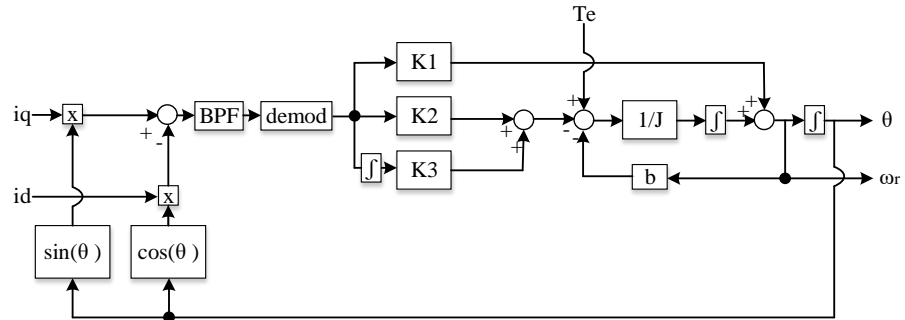 Te
K1
iq
x
+
-
BPF
demod
K2
+
+
+
-
-
1/J
∫
+
+
∫
θ
∫
K3
b
ωr
id
x
sin(θ )
cos(θ )